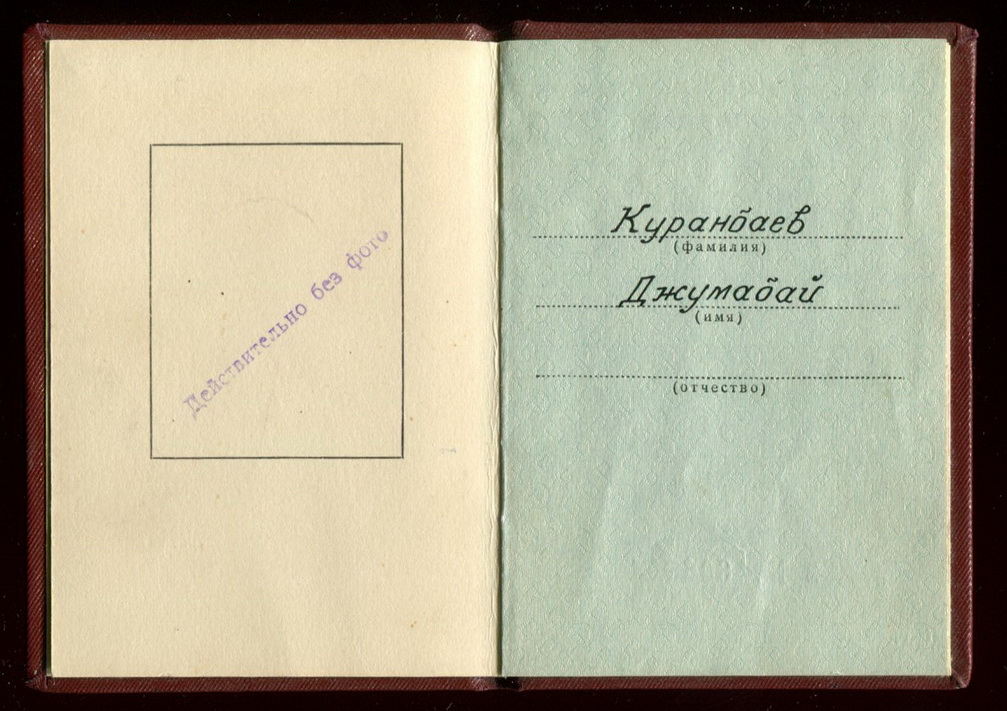 Действительно без фото
Куранбаев
(фамилия)
Джумабай
(имя)
(отчество)